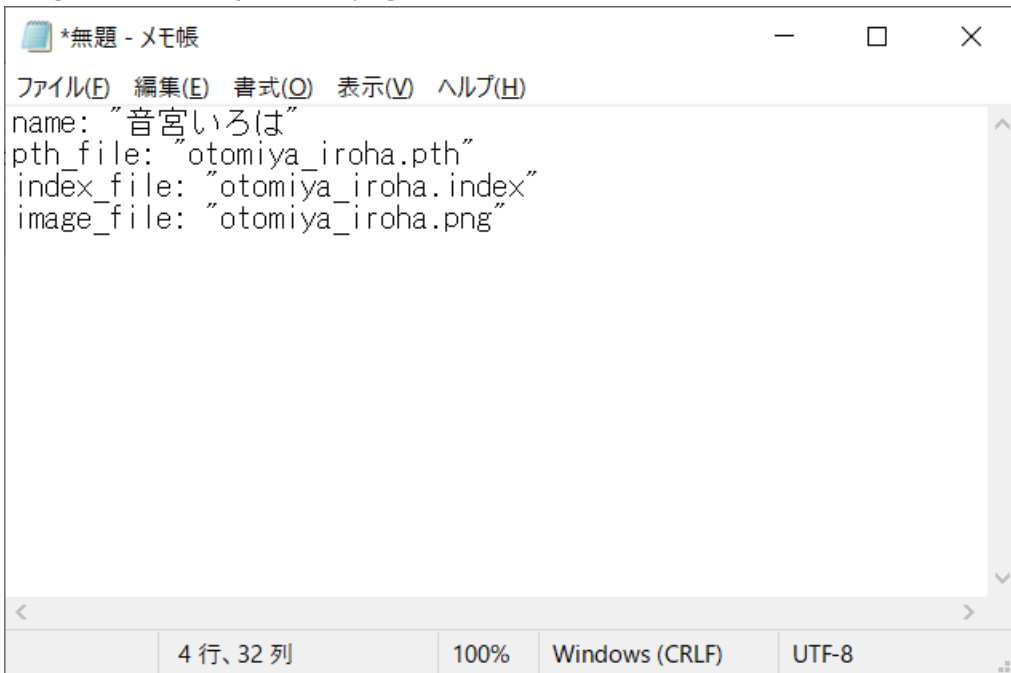 *無題 - メモ帳
ファイル(F) 編集(E) 書式(O) 表示(V) ヘルプ(H)
name: "音宮いろは"
pth_file: "otomiya_iroha.pth"
index_file: "otomiya_iroha.index"
image_file: "otomiya_iroha.png"
4 行、32 列 100% Windows (CRLF) UTF-8